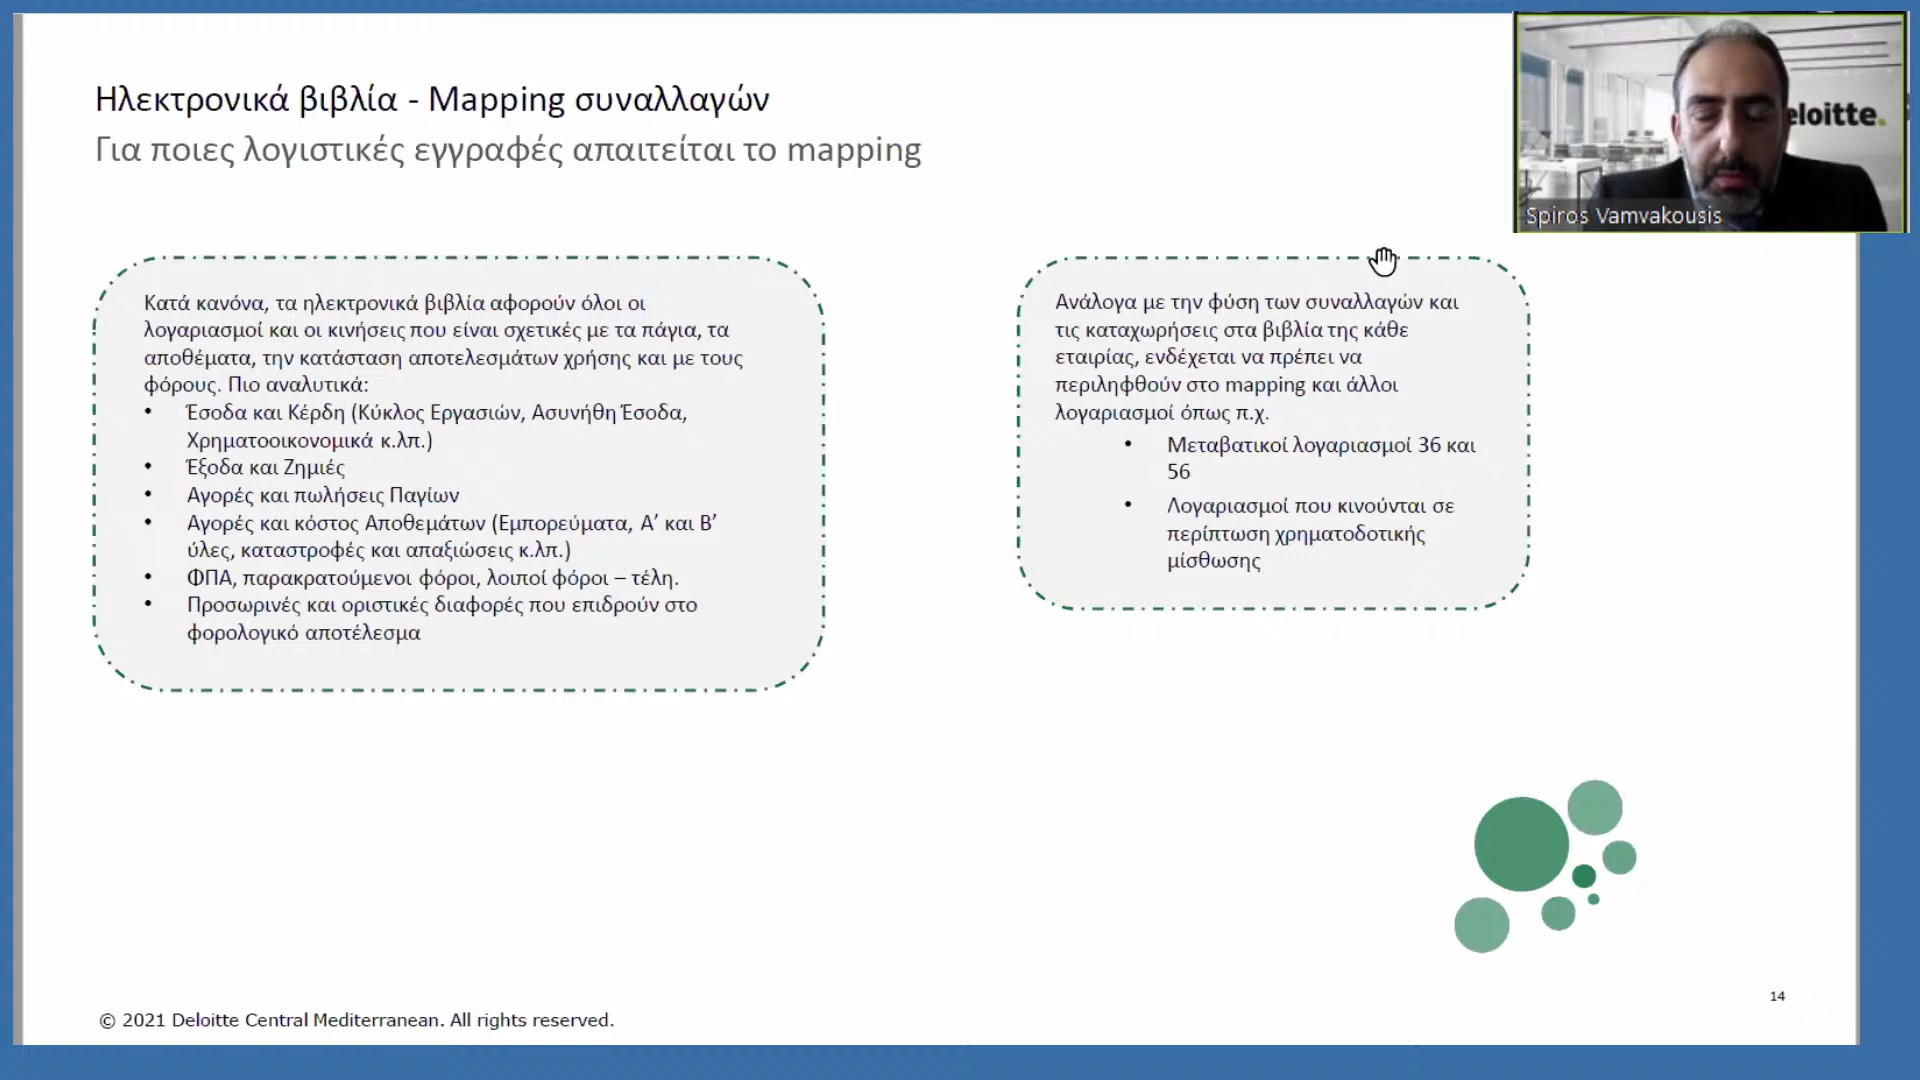 Ηλεκτρονικά βιβλία - Mapping συναλλαγών
Για ποιες λογιστικές εγγραφές απαιτείται το mapping
eloitte.
Spiros Vamvakousis
Κατά κανόνα, τα ηλεκτρονικά βιβλία αφορούν όλοι οι
λογαριασμοί και οι κινήσεις που είναι σχετικές με τα πάγια, τα
αποθέματα, την κατάσταση αποτελεσμάτων χρήσης και με τους
φόρους. Πιο αναλυτικά:
• Έσοδα και Κέρδη (Κύκλος Εργασιών, Ασυνήθη Έσοδα,
Χρηματοοικονομικά κ.λπ.)
• Έξοδα και Ζημιές
• Αγορές και πωλήσεις Παγίων
• Αγορές και κόστος Αποθεμάτων (Εμπορεύματα, Α’ και Β’
ύλες, καταστροφές και απαξιώσεις κ.λπ.)
• ΦΠΑ, παρακρατούμενοι φόροι, λοιποί φόροι – τέλη.
• Προσωρινές και οριστικές διαφορές που επιδρούν στο
φορολογικό αποτέλεσμα
Ανάλογα με την φύση των συναλλαγών και
τις καταχωρήσεις στα βιβλία της κάθε
εταιρίας, ενδέχεται να πρέπει να
περιληφθούν στο mapping και άλλοι
λογαριασμοί όπως π.χ.
• Μεταβατικοί λογαριασμοί 36 και
56
• Λογαριασμοί που κινούνται σε
περίπτωση χρηματοδοτικής
μίσθωσης
14
© 2021 Deloitte Central Mediterranean. All rights reserved.